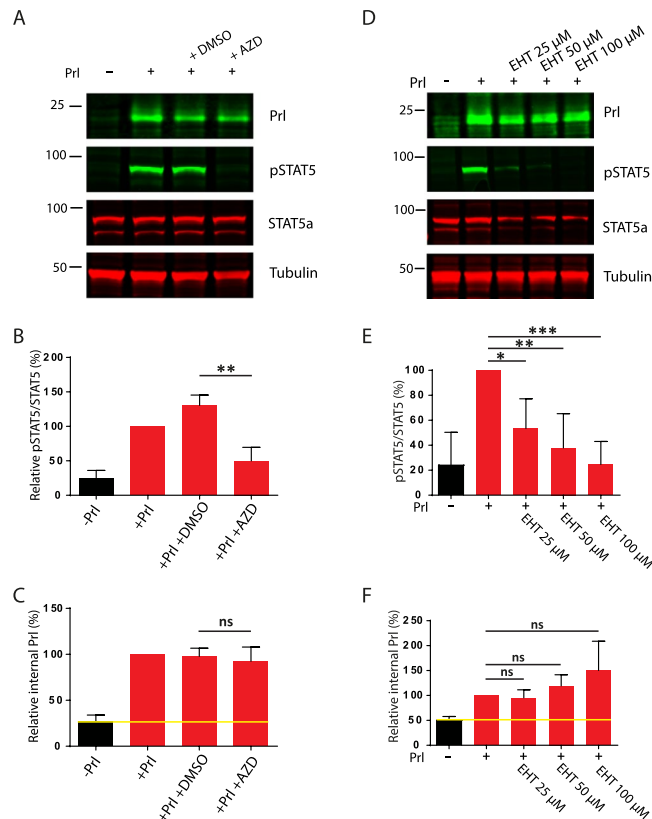 A
+ DMSO
+ AZD
Prl – + + +
25
Prl
100
pSTAT5
100
STAT5a
50
Tubulin
D
EHT 25 µM
EHT 50 µM
EHT 100 µM
Prl – + + + +
25
Prl
100
pSTAT5
100
STAT5a
50
Tubulin
B
Relative pSTAT5/STAT5 (%)
200
150
100
50
0
**
-Prl
+Prl
+Prl +DMSO
+Prl +AZD
E
pSTAT5/STAT5 (%)
100
80
60
40
20
0
***
**
*
Prl – + + + +
EHT 25 µM
EHT 50 µM
EHT 100 µM
C
Relative internal Prl (%)
150
100
50
0
ns
-Prl
+Prl
+Prl +DMSO
+Prl +AZD
F
Relative internal Prl (%)
250
200
150
100
50
0
ns
ns
ns
Prl – + + + +
EHT 25 µM
EHT 50 µM
EHT 100 µM